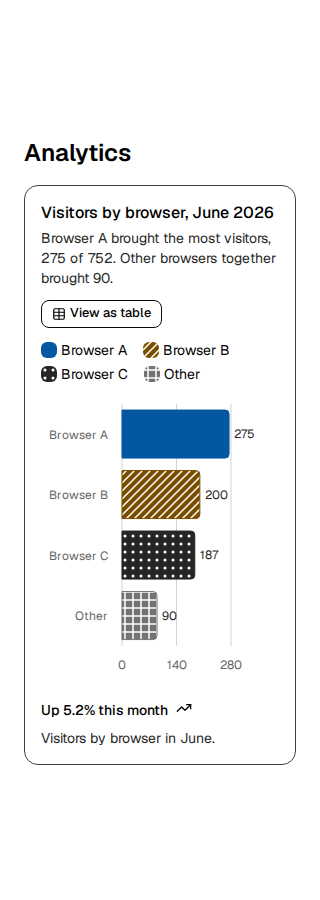 Analytics
Visitors by browser, June 2026
Browser A brought the most visitors,
275 of 752. Other browsers together
brought 90.
View as table
Browser A
Browser B
Browser C
Other
Browser A
275
Browser B
200
Browser C
187
Other
90
0
140
280
Up 5.2% this month
Visitors by browser in June.